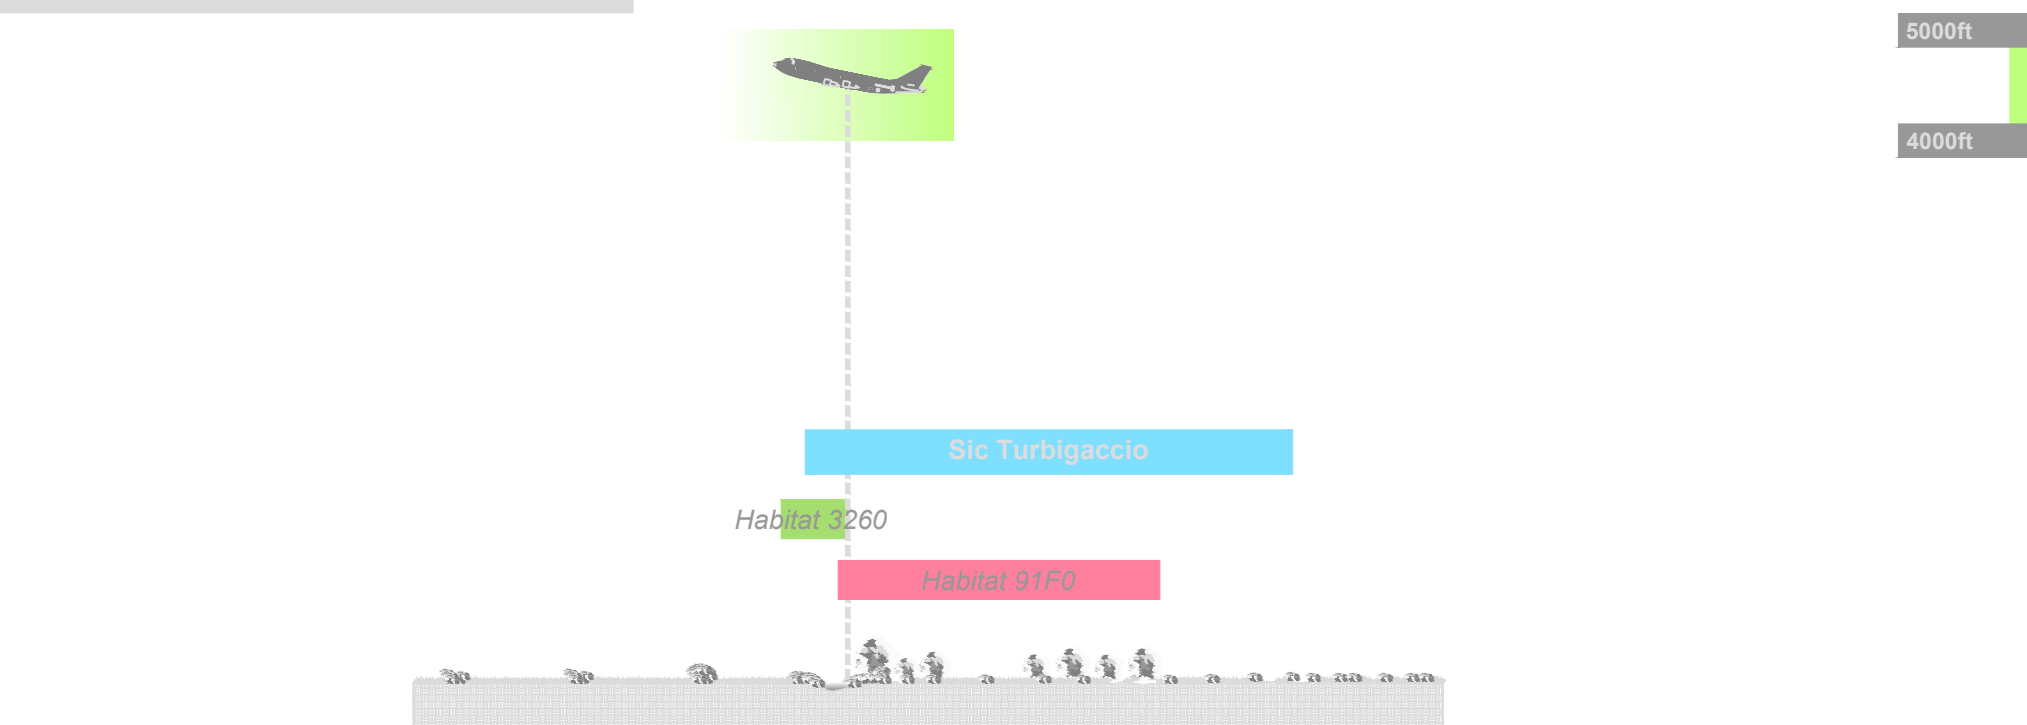 5000ft
4000ft
Sic Turbigaccio
Habitat 3260
Habitat 91F0